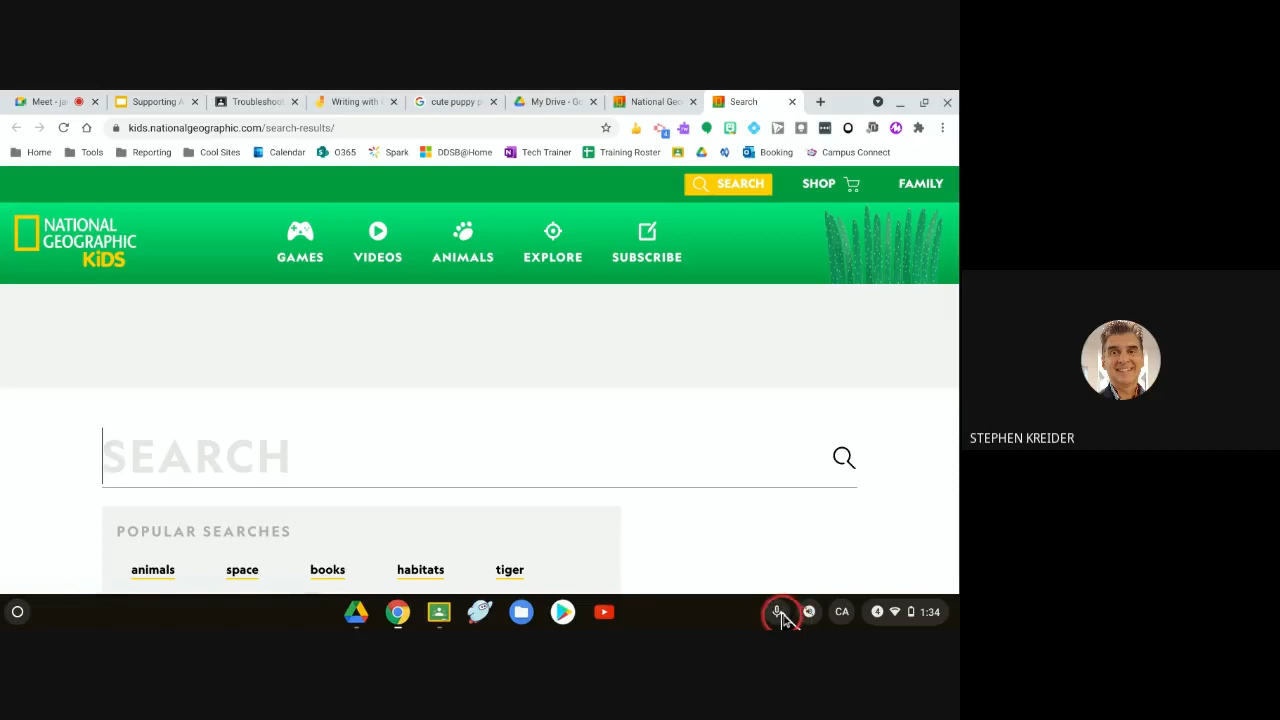 Meet - ja
Supporting A
Troubleshoot
Writing with
cute puppy p
My Drive - Go
National Geo
Search
kids.nationalgeographic.com/search-results/
Home
Tools
Reporting
Cool Sites
Calendar
O365
Spark
DDSB@Home
Tech Trainer
Training Roster
Booking
Campus Connect
SEARCH
SHOP
FAMILY
NATIONAL
GEOGRAPHIC
KiDS
GAMES
VIDEOS
ANIMALS
EXPLORE
SUBSCRIBE
SEARCH
STEPHEN KREIDER
POPULAR SEARCHES
animals
space
books
habitats
tiger
CA
4
1:34